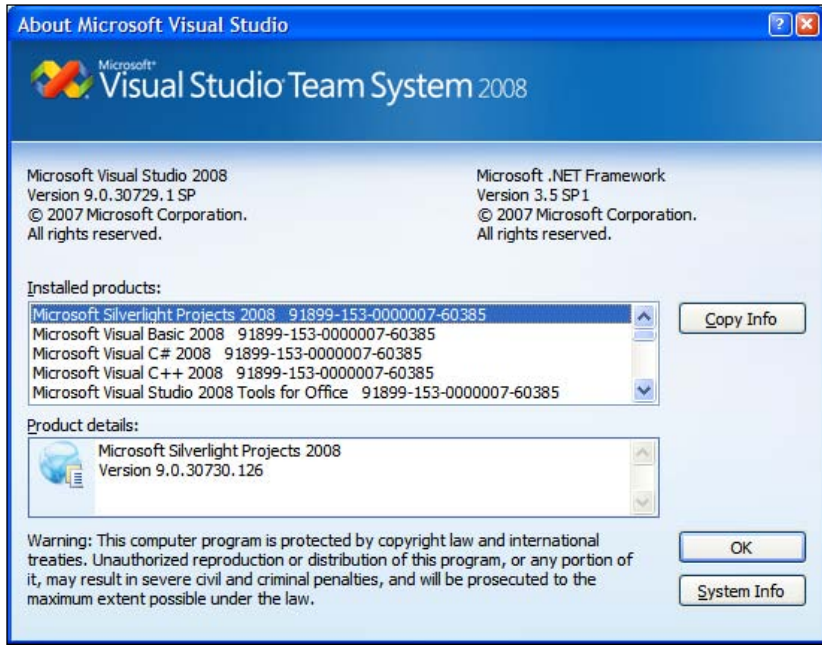 About Microsoft Visual Studio
Microsoft®
Visual Studio Team System 2008
Microsoft Visual Studio 2008
Version 9.0.30729.1 SP
© 2007 Microsoft Corporation.
All rights reserved.
Microsoft .NET Framework
Version 3.5 SP1
© 2007 Microsoft Corporation.
All rights reserved.
Installed products:
Microsoft Silverlight Projects 2008 91899-153-0000007-60385
Microsoft Visual Basic 2008 91899-153-0000007-60385
Microsoft Visual C# 2008 91899-153-0000007-60385
Microsoft Visual C++ 2008 91899-153-0000007-60385
Microsoft Visual Studio 2008 Tools for Office 91899-153-0000007-60385
Copy Info
Product details:
Microsoft Silverlight Projects 2008
Version 9.0.30730.126
Warning: This computer program is protected by copyright law and international
treaties. Unauthorized reproduction or distribution of this program, or any portion of
it, may result in severe civil and criminal penalties, and will be prosecuted to the
maximum extent possible under the law.
OK
System Info